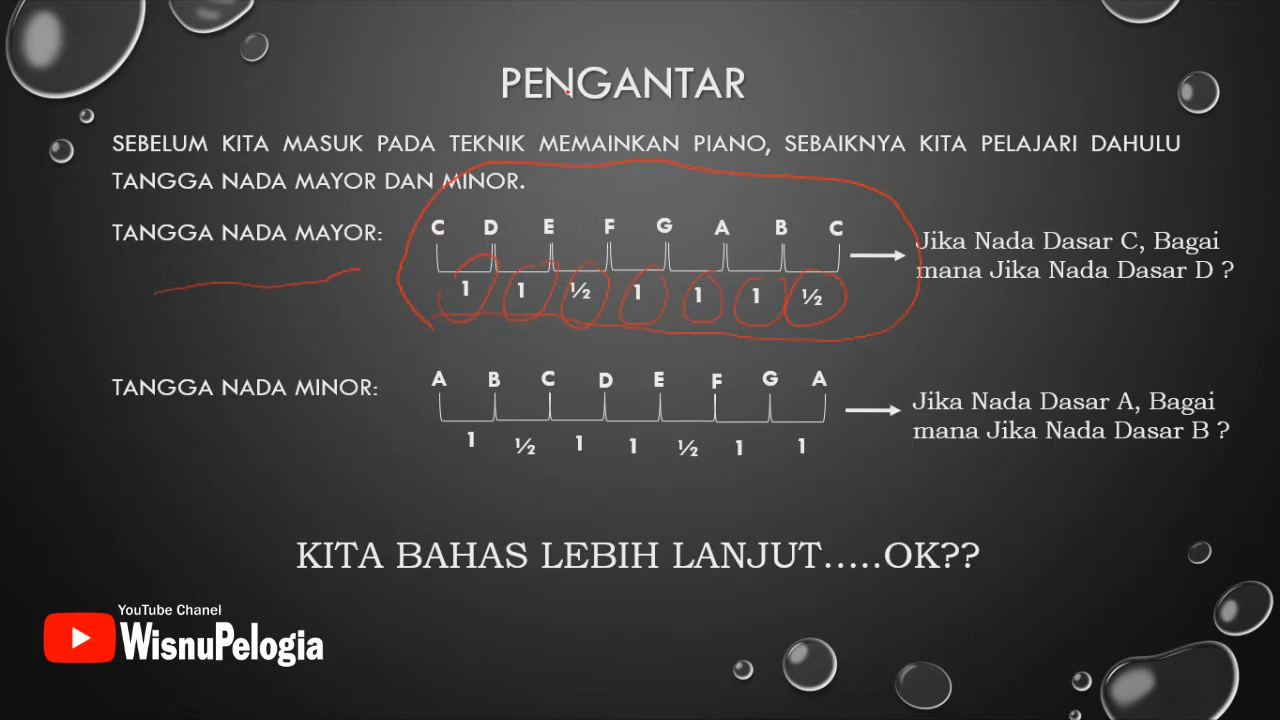 PENGANTAR
SEBELUM KITA MASUK PADA TEKNIK MEMAINKAN PIANO, SEBAIKNYA KITA PELAJARI DAHULU
TANGGA NADA MAYOR DAN MINOR.
TANGGA NADA MAYOR:
C D E F G A B C
1 1 ½ 1 1 1 ½
Jika Nada Dasar C, Bagai
mana Jika Nada Dasar D ?
TANGGA NADA MINOR:
A B C D E F G A
1 ½ 1 1 ½ 1 1
Jika Nada Dasar A, Bagai
mana Jika Nada Dasar B ?
KITA BAHAS LEBIH LANJUT.....OK??
YouTube Chanel
WisnuPelogia